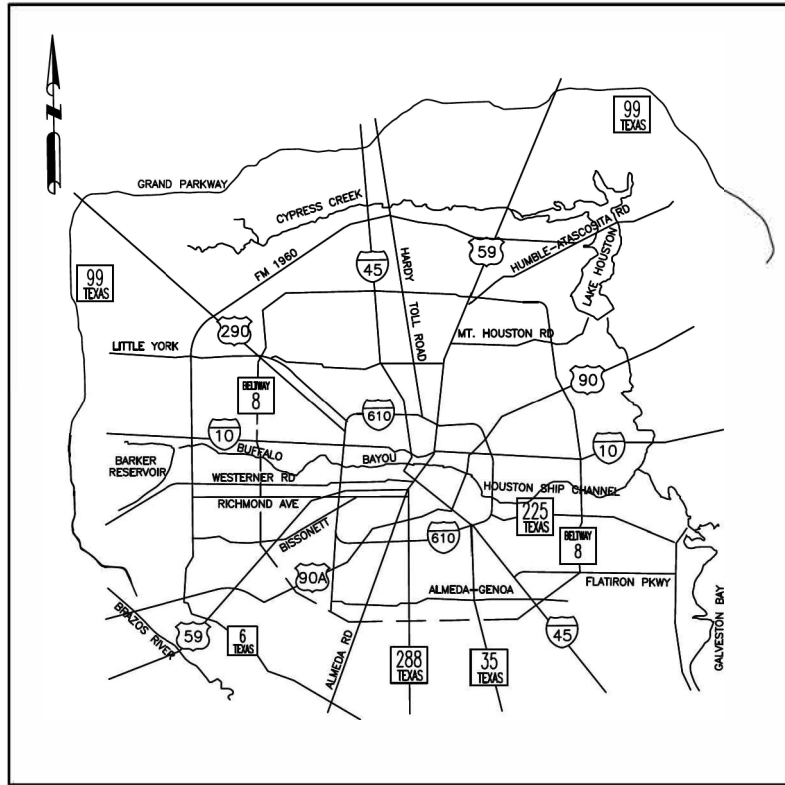 99
TEXAS
GRAND PARKWAY
N
CYPRESS CREEK
HUMBLE-ATASCOSITA RD
59
FM 1960
HARDY
TOLL ROAD
45
99
TEXAS
LAKE HOUSTON
290
MT. HOUSTON RD
LITTLE YORK
90
BELTWAY
8
610
10
BUFFALO
BAYOU
10
BARKER
RESERVOIR
WESTERNER RD
HOUSTON SHIP CHANNEL
RICHMOND AVE
225
TEXAS
BISSONETT
610
BELTWAY
8
90A
FLATIRON PKWY
ALMEDA-GENOA
BRAZOS RIVER
59
6
TEXAS
ALMEDA RD
288
TEXAS
35
TEXAS
45
GALVESTON BAY